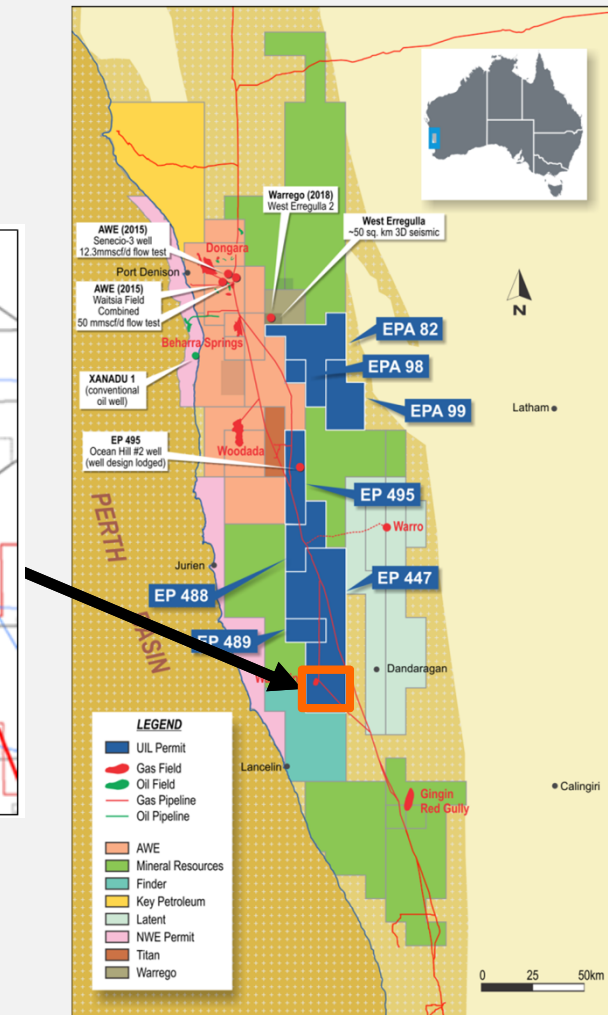 Warrego (2018)
West Erregulla 2
West Erregulla
~50 sq. km 3D seismic
AWE (2015)
Senecio-3 well
12.3mmscf/d flow test
Dongara
Port Denison
AWE (2015)
Waitsia Field
Combined
50 mmscf/d flow test
N
EPA 82
Beharra Springs
EPA 98
XANADU 1
(conventional
oil well)
EPA 99
Latham
EP 495
Ocean Hill #2 well
(well design lodged)
Woodada
EP 495
PERTH
BASIN
Warro
Jurien
EP 447
EP 488
EP 489
Dandaragan
W
LEGEND
UIL Permit
Gas Field
Oil Field
Gas Pipeline
Oil Pipeline
AWE
Mineral Resources
Finder
Key Petroleum
Latent
NWE Permit
Titan
Warrego
Lancelin
Calingiri
Gingin
Red Gully
0 25 50km